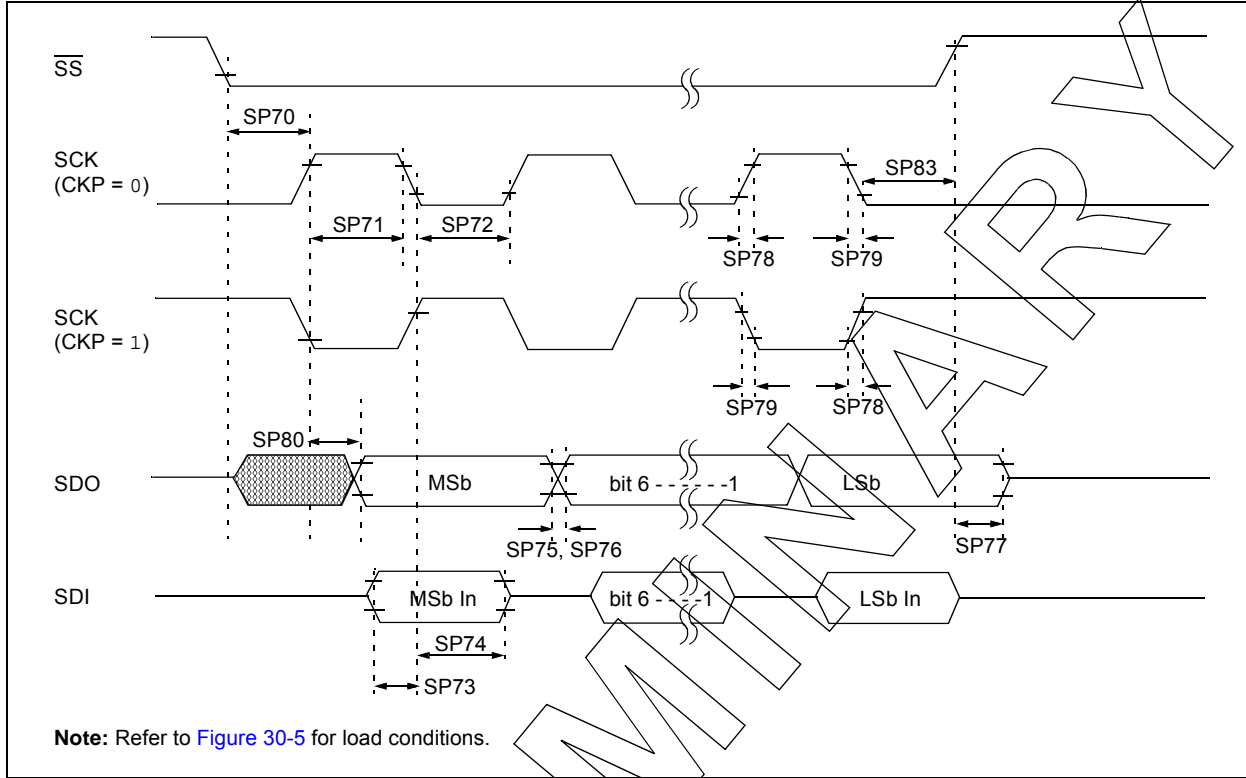 SS
SP70
SCK
(CKP = 0)
SP83
SP71
SP72
SP78
SP79
SCK
(CKP = 1)
SP79
SP78
SP80
SDO
MSb
bit 6 - - - - - -1
LSb
SP75, SP76
SP77
SDI
MSb In
bit 6 - - - -1
LSb In
SP74
SP73
Note: Refer to Figure 30-5 for load conditions.
MINARY